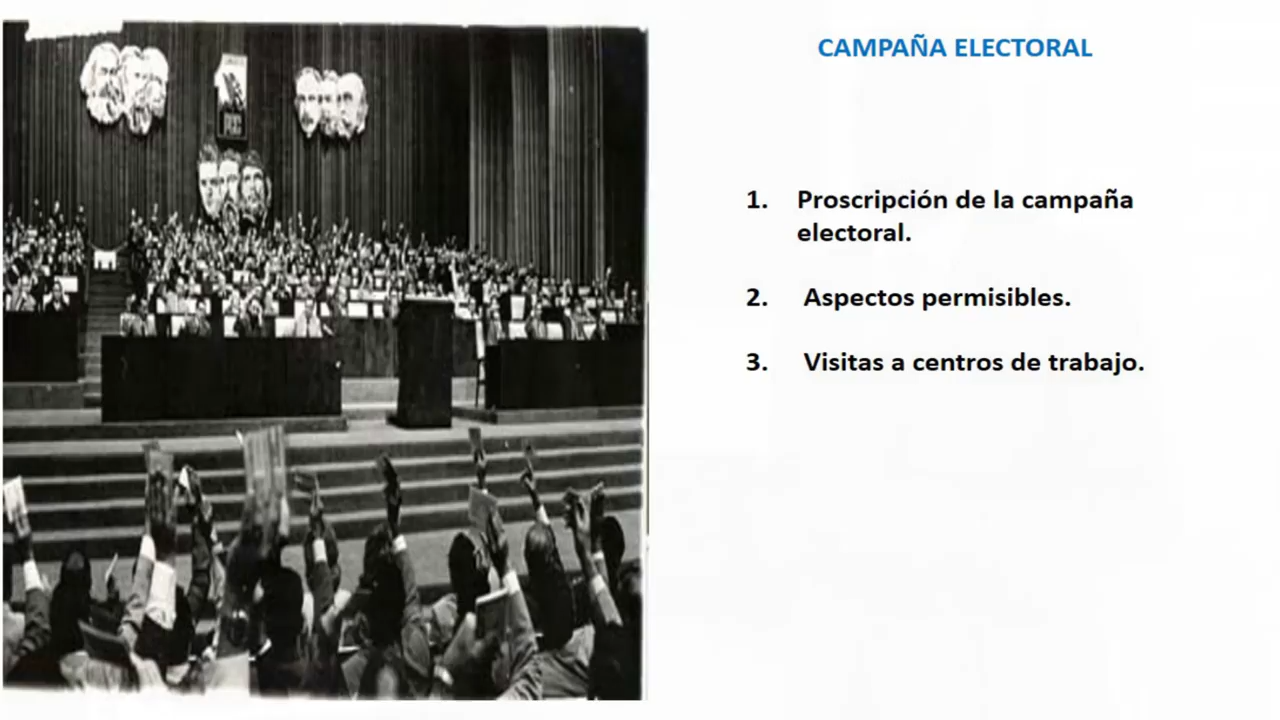 CAMPAÑA ELECTORAL
1. Proscripción de la campaña
electoral.
2. Aspectos permisibles.
3. Visitas a centros de trabajo.